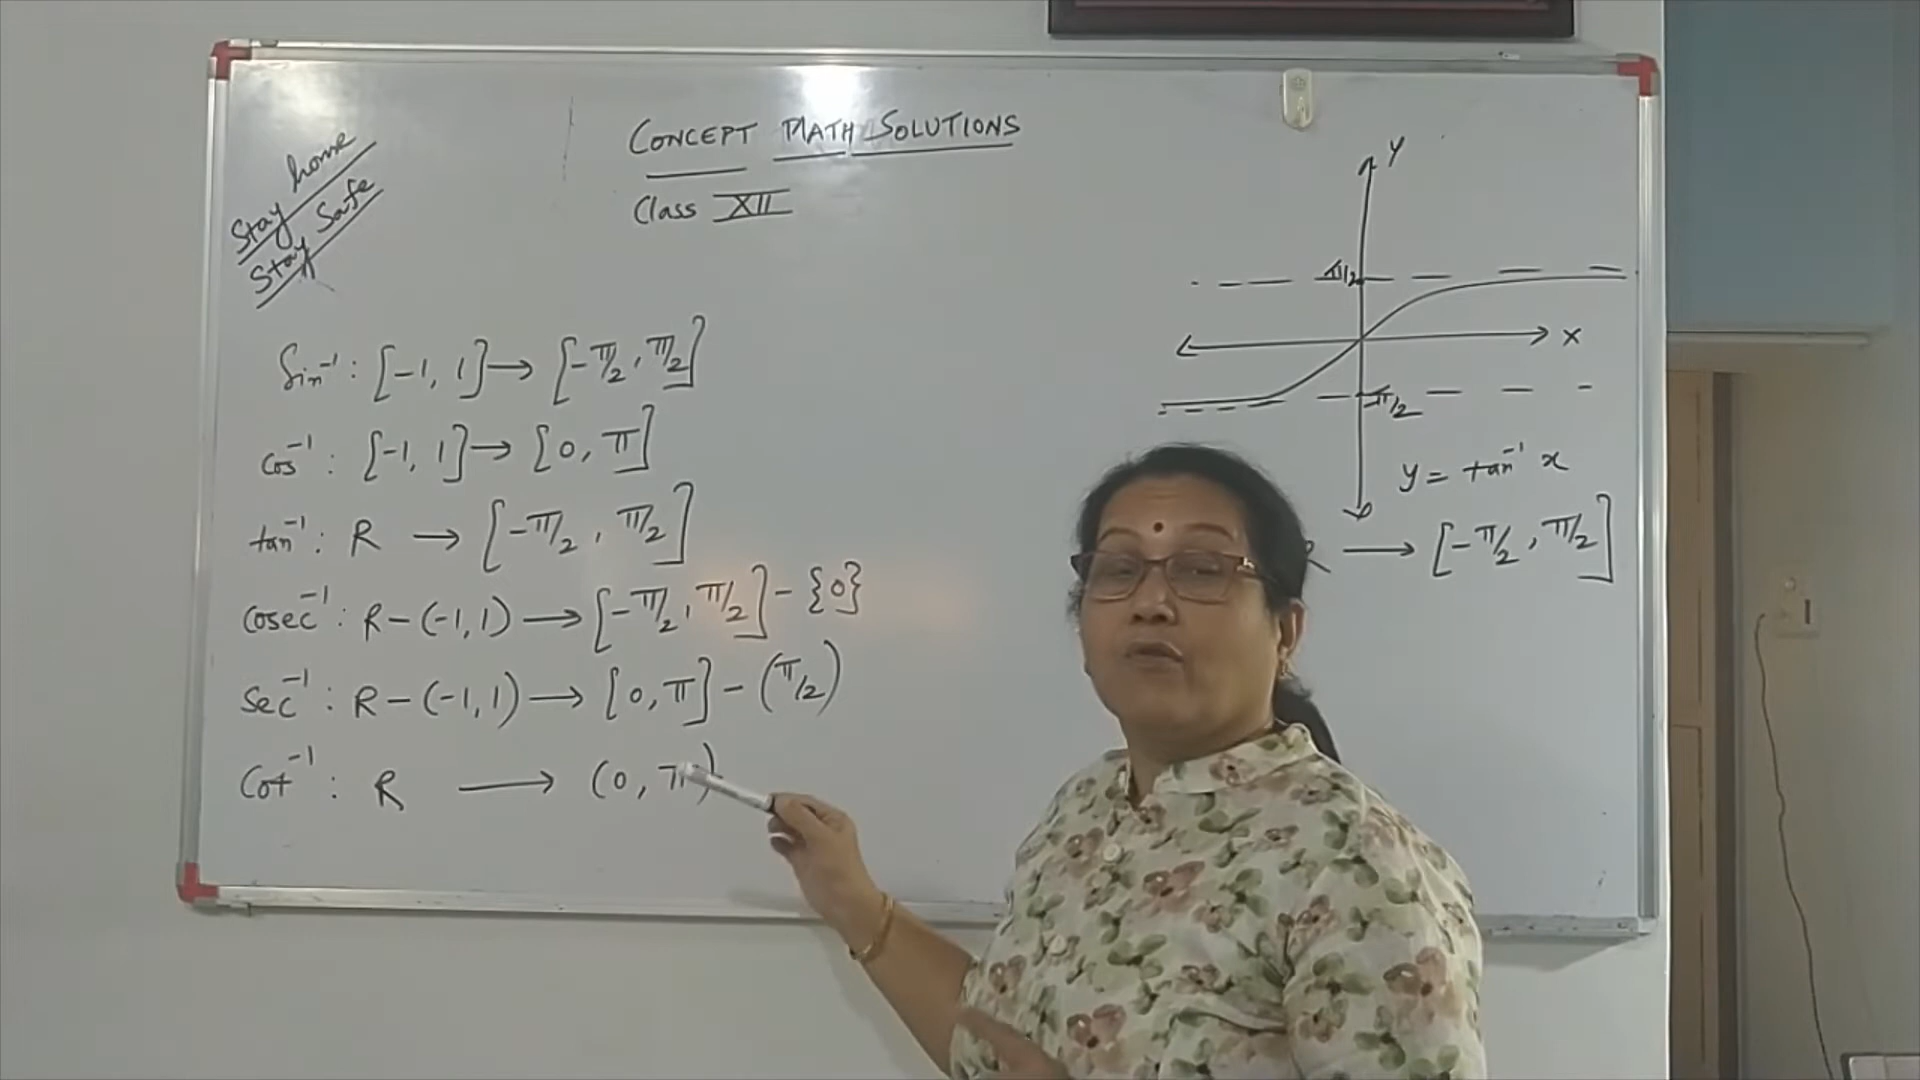 Stay home
Stay Safe
CONCEPT MATH SOLUTIONS
Class XII
Sin⁻¹ : [-1, 1] → [-π/2, π/2]
Cos⁻¹ : [-1, 1] → [0, π]
tan⁻¹ : R → [-π/2, π/2]
Cosec⁻¹ : R - (-1, 1) → [-π/2, π/2] - {0}
Sec⁻¹ : R - (-1, 1) → [0, π] - (π/2)
Cot⁻¹ : R → (0, π)
y
π/2
x
-π/2
y = tan⁻¹ x
→ [-π/2, π/2]